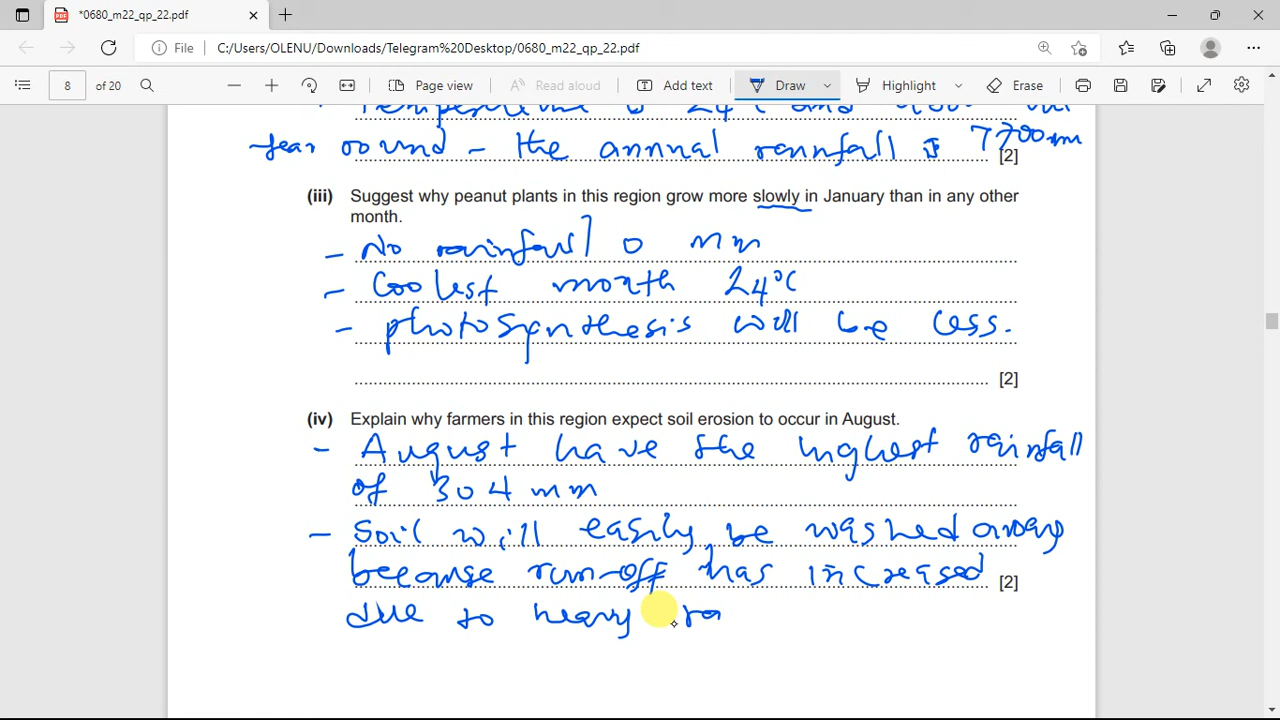 *0680_m22_qp_22.pdf
File C:/Users/OLENU/Downloads/Telegram%20Desktop/0680_m22_qp_22.pdf
8 of 20 Page view Read aloud Add text Draw Highlight Erase
Temperature is 24°C and
year round - the annual rainfall is 7700mm
[2]
(iii) Suggest why peanut plants in this region grow more slowly in January than in any other
month.
- No rainfall 0 mm
- Coolest month 24°C
- photosynthesis will be less.
[2]
(iv) Explain why farmers in this region expect soil erosion to occur in August.
- August have the highest rainfall
of 304 mm
- Soil will easily be washed away
because run-off has increased [2]
due to heavy ra